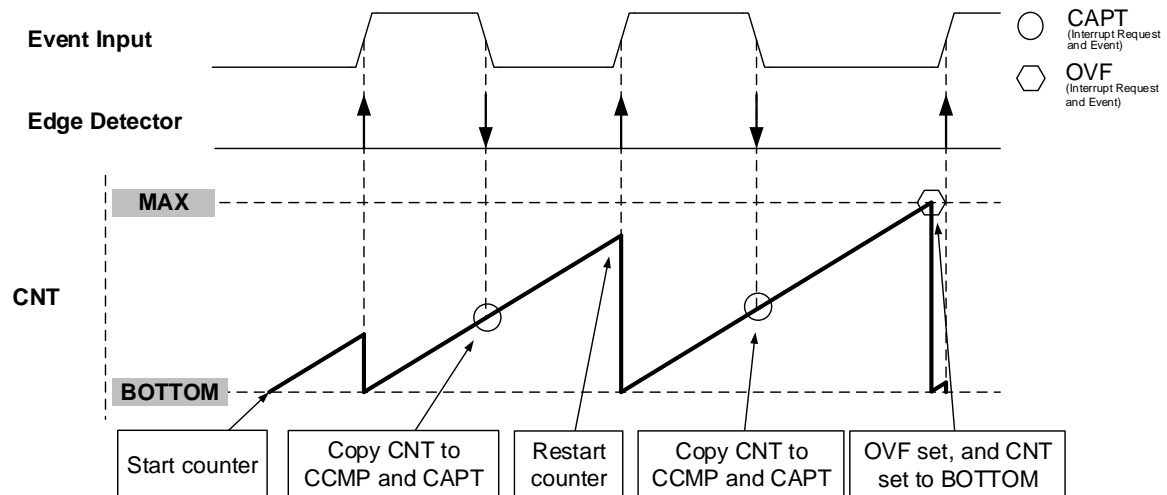 Event Input
CAPT
(Interrupt Request
and Event)
OVF
(Interrupt Request
and Event)
Edge Detector
MAX
CNT
BOTTOM
Start counter
Copy CNT to
CCMP and CAPT
Restart
counter
Copy CNT to
CCMP and CAPT
OVF set, and CNT
set to BOTTOM